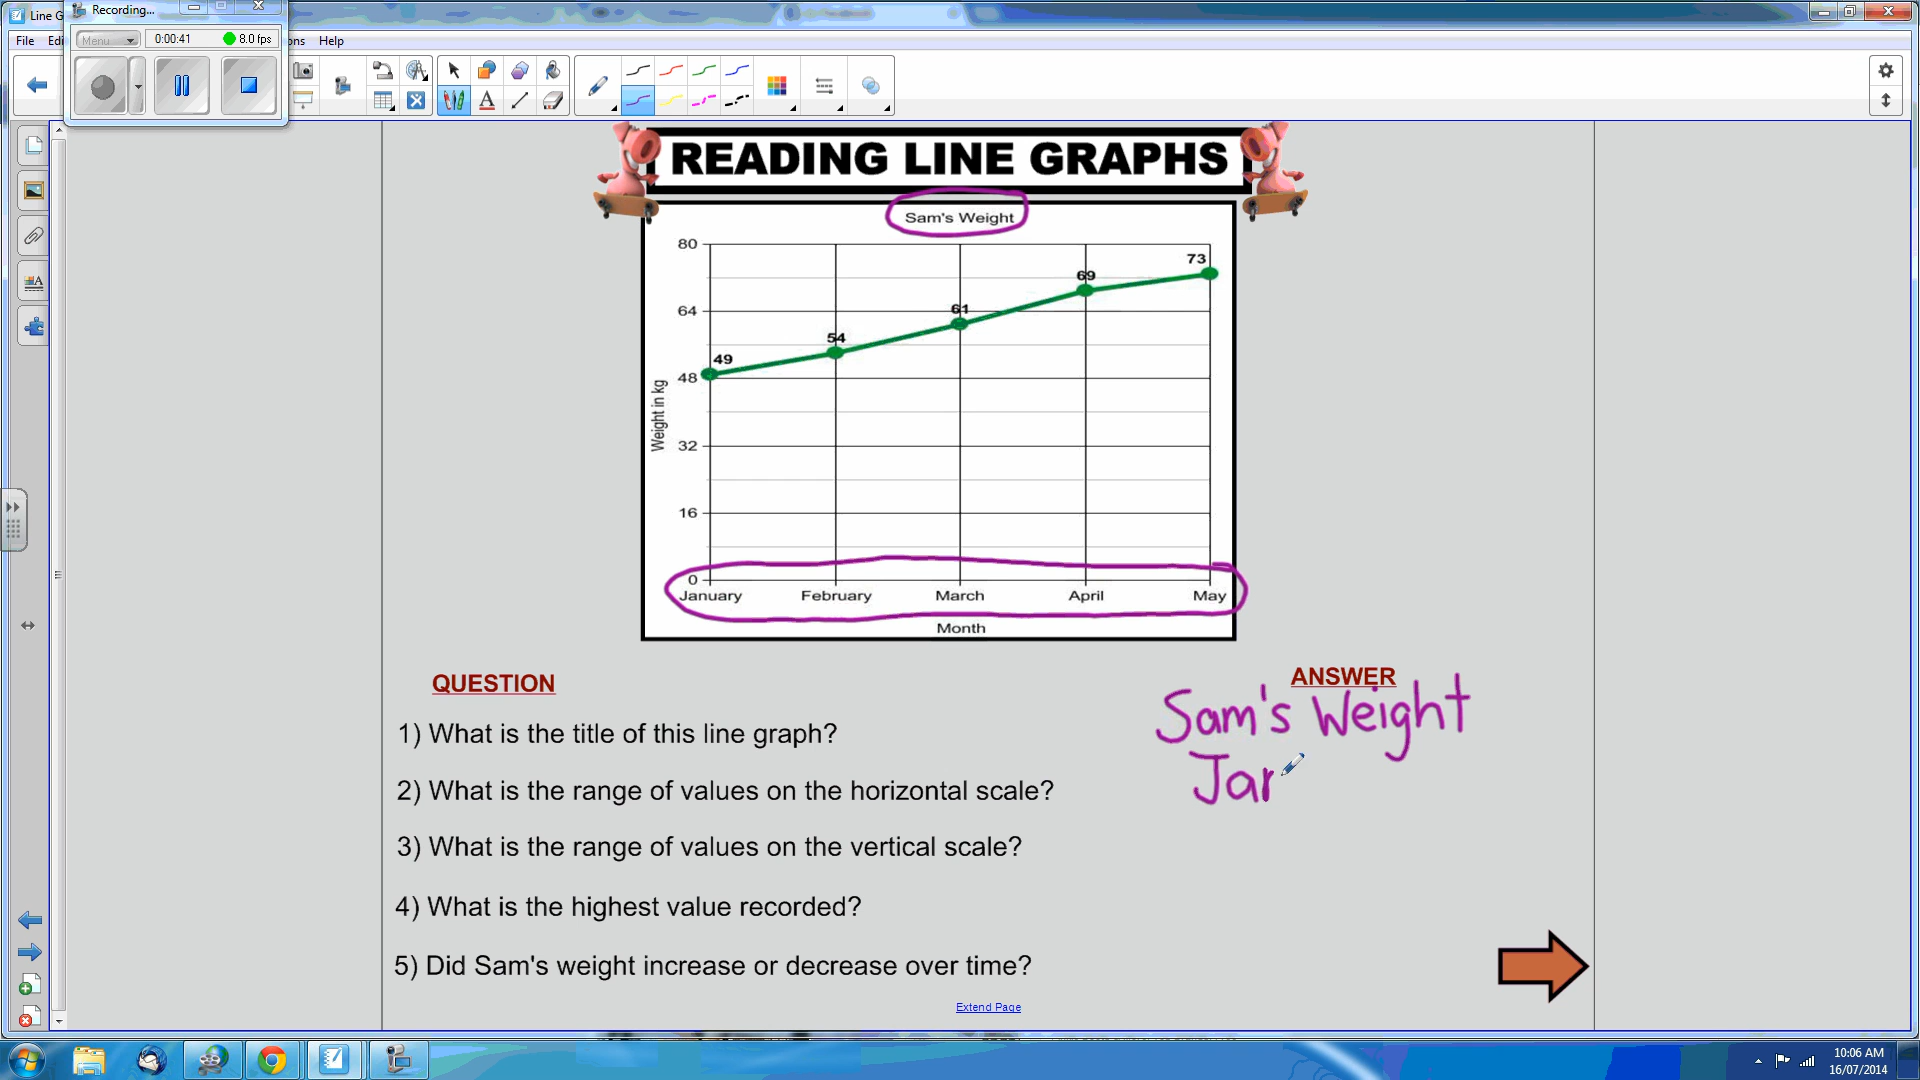 Recording...
Line G
Menu
0:00:41
8.0 fps
File Edi ons Help
READING LINE GRAPHS
Sam's Weight
80
64
48
32
16
0
49
54
61
69
73
Weight in kg
January February March April May
Month
QUESTION
ANSWER
Sam's Weight
1) What is the title of this line graph?
Jar
2) What is the range of values on the horizontal scale?
3) What is the range of values on the vertical scale?
4) What is the highest value recorded?
5) Did Sam's weight increase or decrease over time?
Extend Page
10:06 AM
16/07/2014